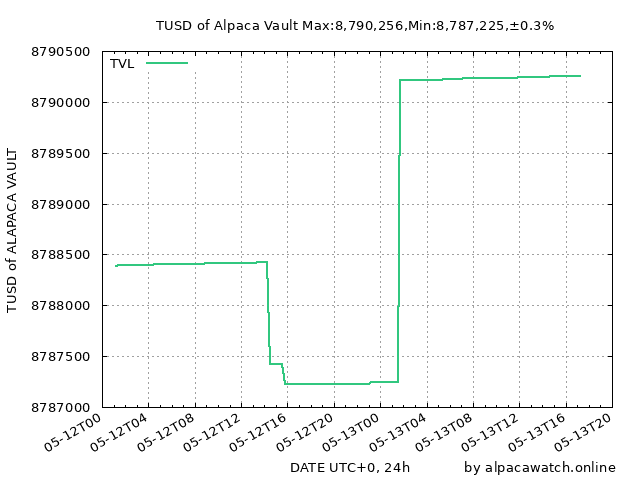 TUSD of Alpaca Vault Max:8,790,256,Min:8,787,225,±0.3%
TVL
8790500
8790000
8789500
8789000
8788500
8788000
8787500
8787000
TUSD of ALAPACA VAULT
05-12T00
05-12T04
05-12T08
05-12T12
05-12T16
05-12T20
05-13T00
05-13T04
05-13T08
05-13T12
05-13T16
05-13T20
DATE UTC+0, 24h
by alpacawatch.online